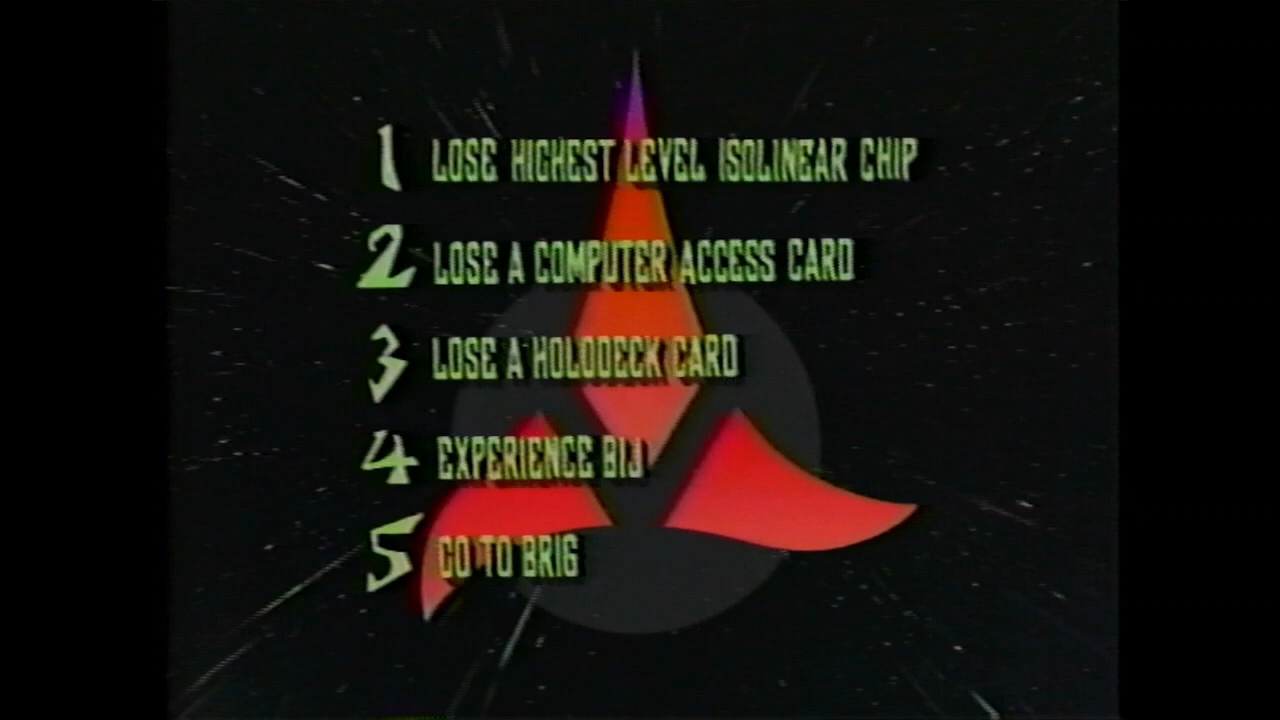 1 LOSE HIGHEST LEVEL ISOLINEAR CHIP
2 LOSE A COMPUTER ACCESS CARD
3 LOSE A HOLODECK CARD
4 EXPERIENCE BIJ
5 GO TO BRIG